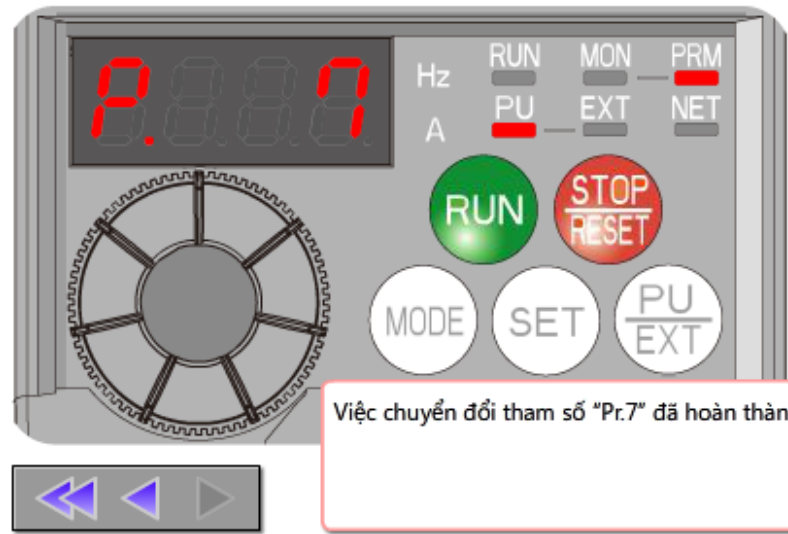 P. 7
Hz RUN MON PRM
A PU EXT NET
RUN STOP
RESET
MODE SET PU
EXT
Việc chuyển đổi tham số “Pr.7” đã hoàn thàn